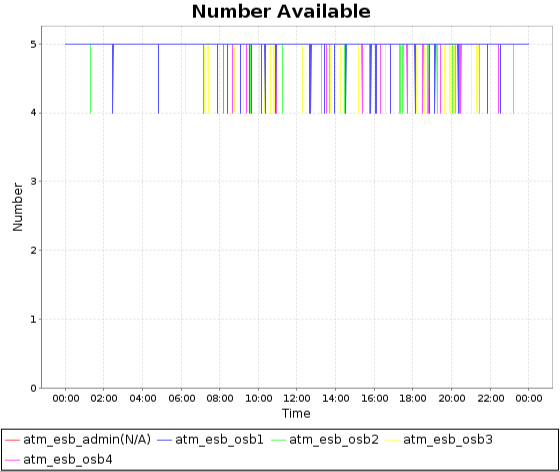 Number Available
5
4
3
2
1
0
Number
00:00 02:00 04:00 06:00 08:00 10:00 12:00 14:00 16:00 18:00 20:00 22:00 00:00
Time
atm_esb_admin(N/A) atm_esb_osb1 atm_esb_osb2 atm_esb_osb3
atm_esb_osb4